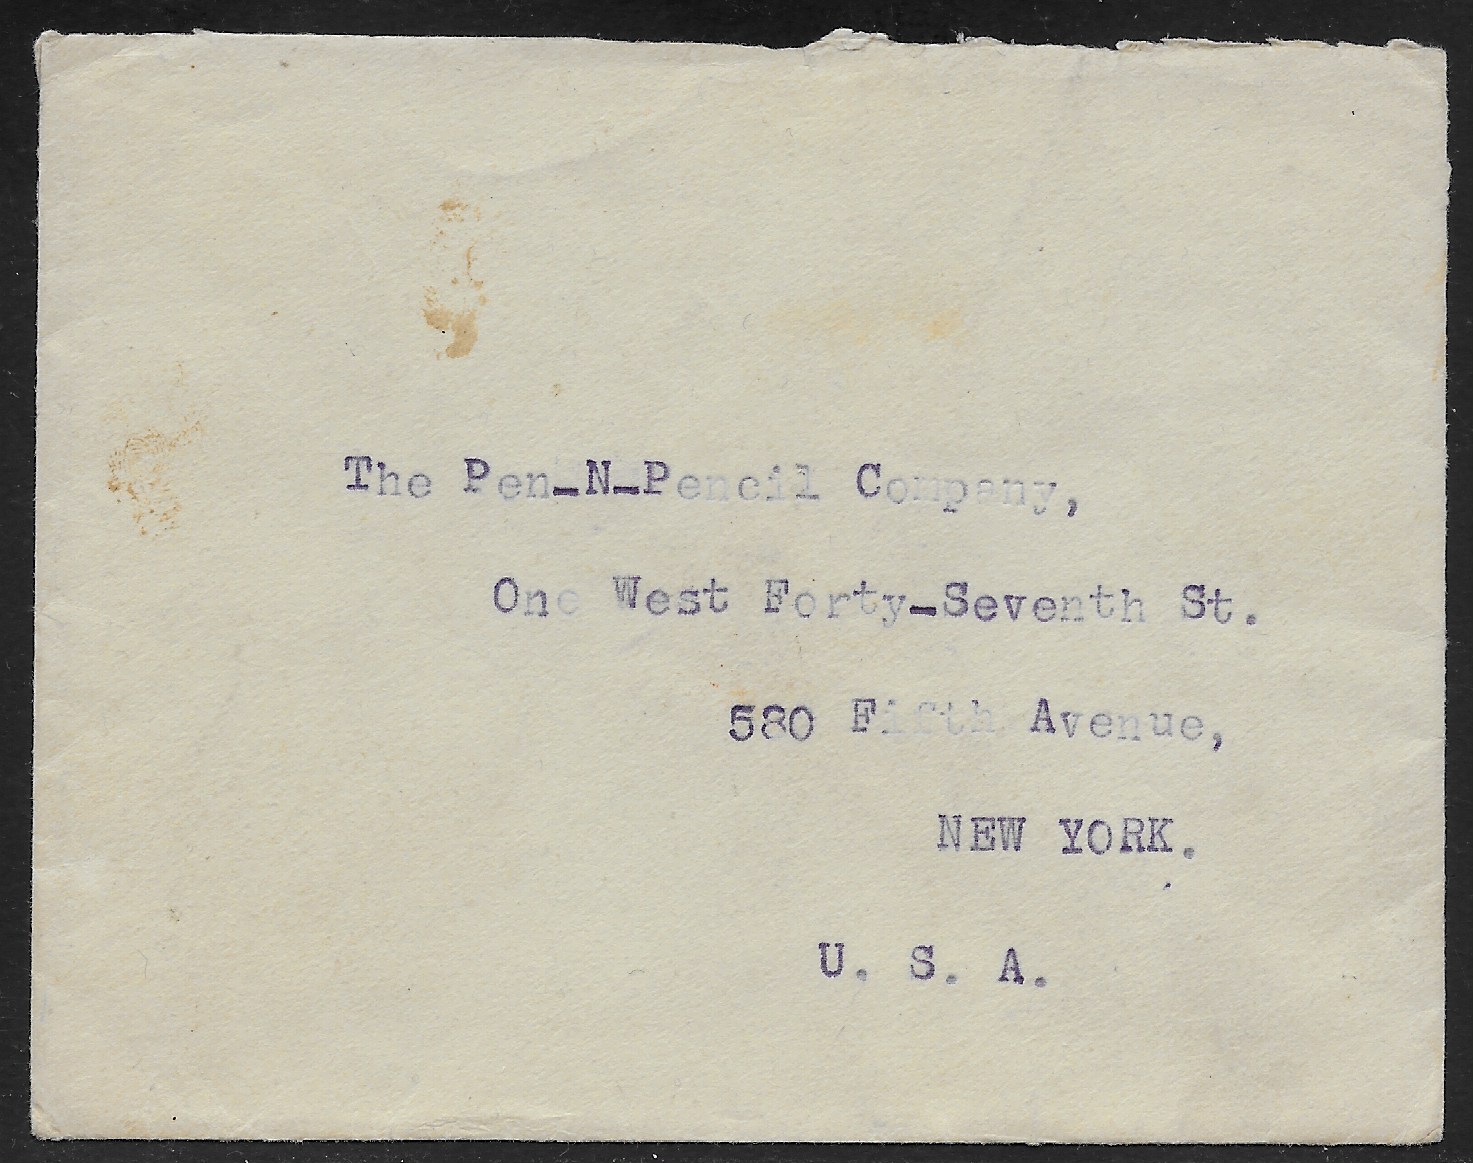 The Pen-N-Pencil Company,
One West Forty-Seventh St.
580 Fifth Avenue,
NEW YORK.
U. S. A.